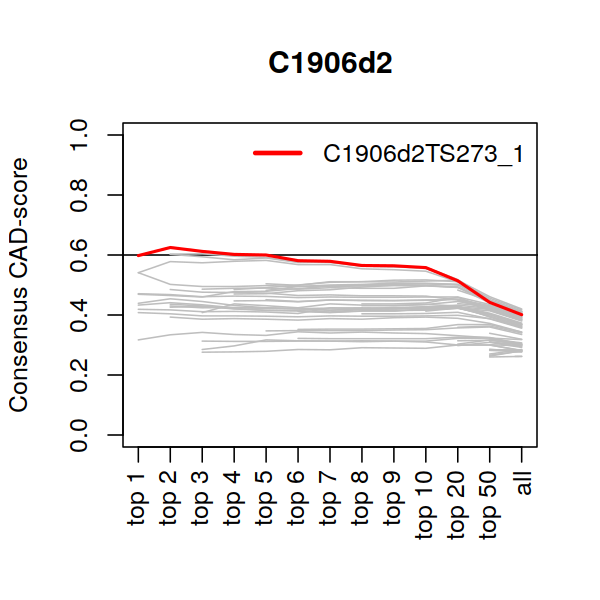 C1906d2
C1906d2TS273_1
Consensus CAD-score
1.0
0.8
0.6
0.4
0.2
0.0
top 1
top 2
top 3
top 4
top 5
top 6
top 7
top 8
top 9
top 10
top 20
top 50
all